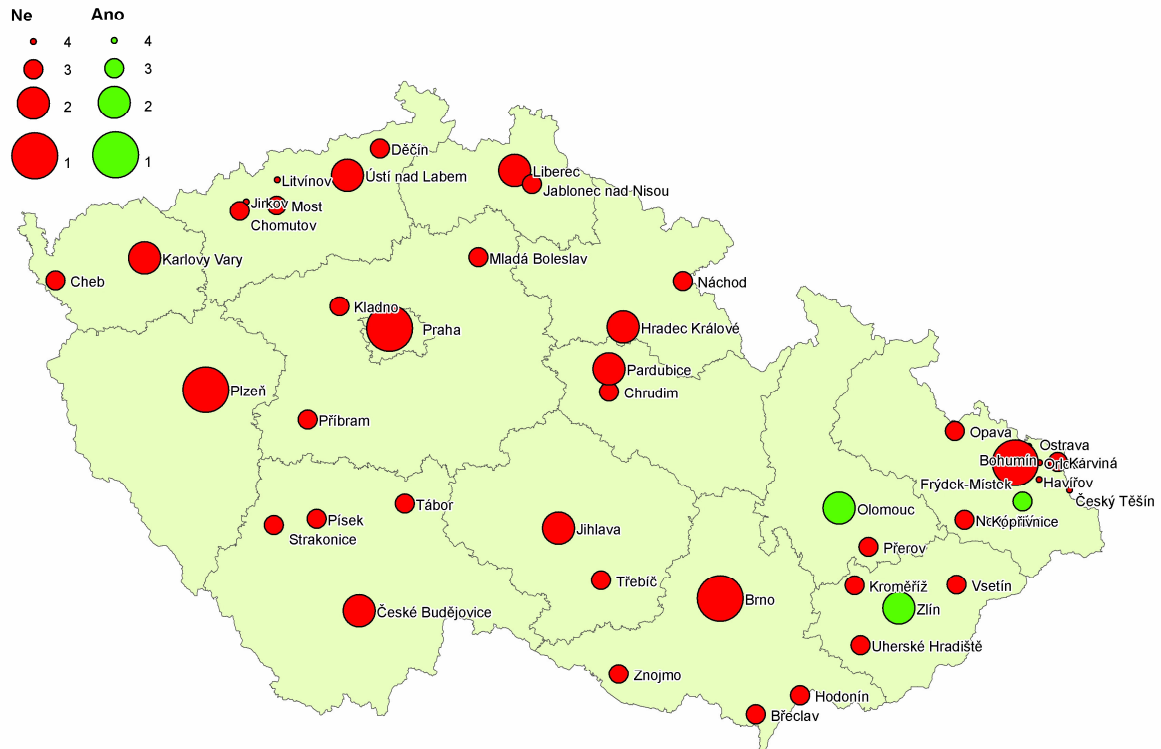 Ne Ano
4 4
3 3
2 2
1 1
Děčín
Liberec
Ústí nad Labem
Litvínov
Jablonec nad Nisou
Jirkov
Most
Chomutov
Karlovy Vary
Mladá Boleslav
Cheb
Náchod
Kladno
Praha
Hradec Králové
Pardubice
Plzeň
Chrudim
Příbram
Opava
Ostrava
Bohumín
Karviná
Havířov
Frýdek-Místek
Český Těšín
Tábor
Olomouc
Písek
Kopřivnice
Strakonice
Jihlava
Přerov
Třebíč
Kroměříž
Vsetín
Brno
Zlín
České Budějovice
Uherské Hradiště
Znojmo
Hodonín
Břeclav